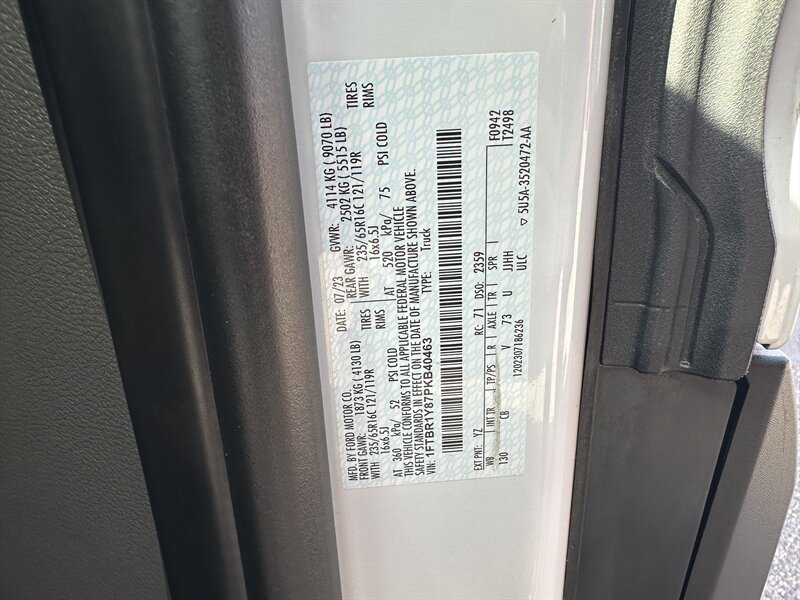 MFD. BY FORD MOTOR CO. DATE: 07/23 GVWR: 4114 KG ( 9070 LB)
FRONT GAWR: 1873 KG ( 4130 LB) REAR GAWR: 2502 KG ( 5515 LB)
WITH 235/65R16C 121/119R TIRES WITH 235/65R16C 121/119R TIRES
16x6.5J RIMS 16x6.5J RIMS
AT 360 kPa/ 52 PSI COLD AT 520 kPa/ 75 PSI COLD
THIS VEHICLE CONFORMS TO ALL APPLICABLE FEDERAL MOTOR VEHICLE
SAFETY STANDARDS IN EFFECT ON THE DATE OF MANUFACTURE SHOWN ABOVE.
VIN: 1FTBR1Y87PKB40463 TYPE: Truck
EXT PNT: YZ RC: 71 DSO: 2359 F0942
WB INT TR TP/PS R AXLE TR SPR T2498
130 CB V 73 U JJHH
1202307186236 ULC
▽ 5U5A-3520472-AA